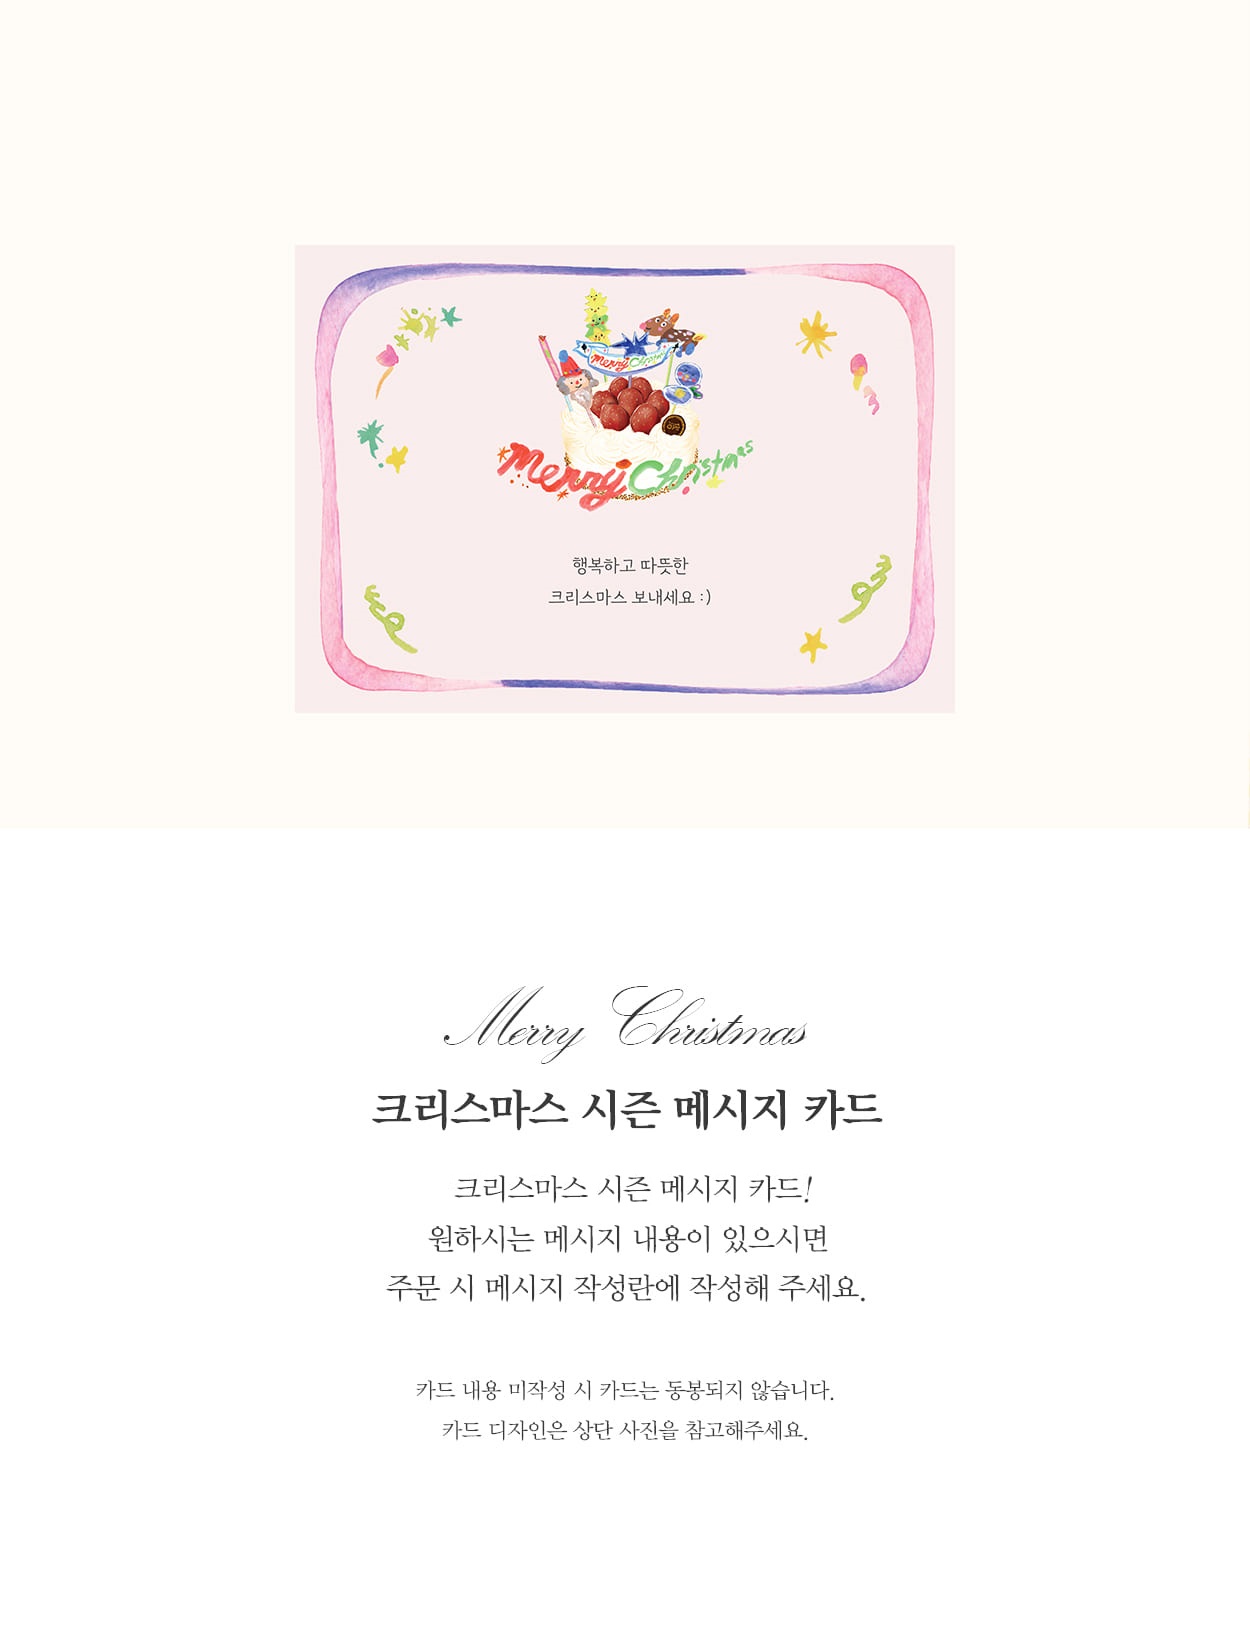 merry Christmas
Merry Christmas
행복하고 따뜻한
크리스마스 보내세요 :)
Merry Christmas
크리스마스 시즌 메시지 카드
크리스마스 시즌 메시지 카드!
원하시는 메시지 내용이 있으시면
주문 시 메시지 작성란에 작성해 주세요.
카드 내용 미작성 시 카드는 동봉되지 않습니다.
카드 디자인은 상단 사진을 참고해주세요.